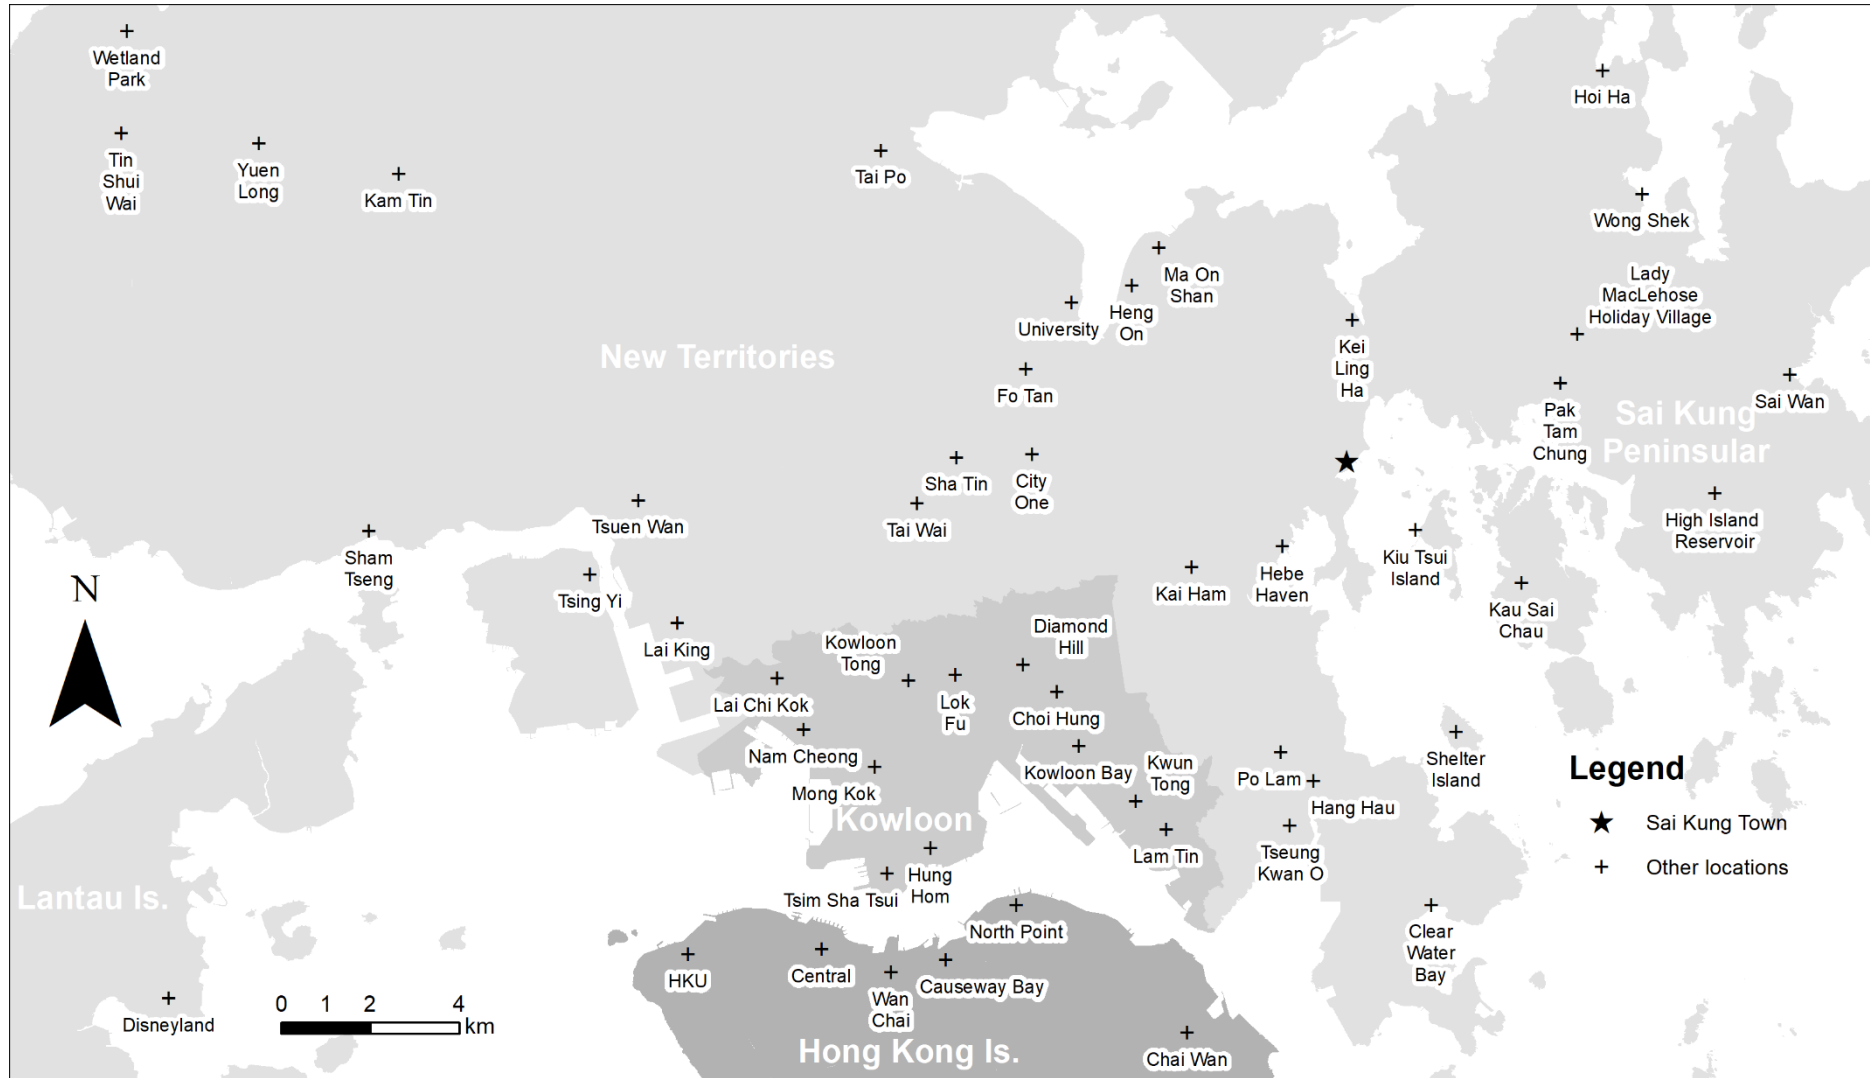 Wetland
Park
Hoi Ha
Tin
Shui
Wai
Yuen
Long
Kam Tin
Tai Po
Wong Shek
Ma On
Shan
Lady
MacLehose
Holiday Village
University
Heng
On
Kei
Ling
Ha
New Territories
Fo Tan
Pak
Tam
Chung
Sai Wan
Sai Kung
Peninsular
Sha Tin
City
One
Tsuen Wan
Tai Wai
High Island
Reservoir
Sham
Tseng
Kiu Tsui
Island
Hebe
Haven
Kai Ham
Tsing Yi
Kau Sai
Chau
N
Lai King
Kowloon
Tong
Diamond
Hill
Lai Chi Kok
Lok
Fu
Choi Hung
Nam Cheong
Kowloon Bay
Kwun
Tong
Po Lam
Shelter
Island
Mong Kok
Hang Hau
Kowloon
Lam Tin
Tseung
Kwan O
Hung
Hom
Tsim Sha Tsui
Lantau Is.
North Point
Clear
Water
Bay
HKU
Central
Wan
Chai
Causeway Bay
Disneyland
Hong Kong Is.
Chai Wan
0 1 2 4
km
Legend
Sai Kung Town
Other locations